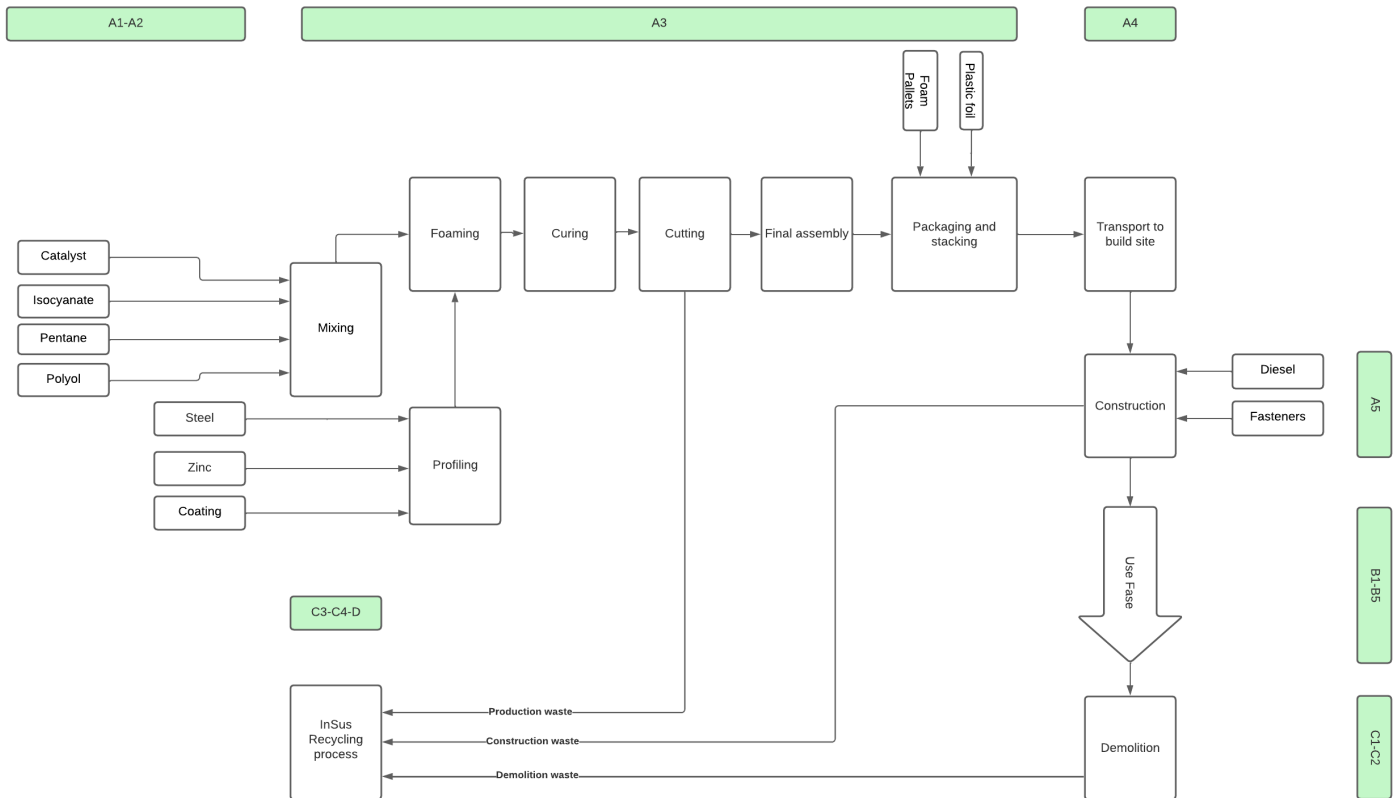 A1-A2
A3
A4
Foam
Pallets
Plastic foil
Foaming
Curing
Cutting
Final assembly
Packaging and
stacking
Transport to
build site
Catalyst
Isocyanate
Pentane
Polyol
Mixing
Steel
Zinc
Coating
Profiling
Construction
Diesel
Fasteners
A5
Use Fase
B1-B5
C3-C4-D
InSus
Recycling
process
Production waste
Construction waste
Demolition waste
Demolition
C1-C2